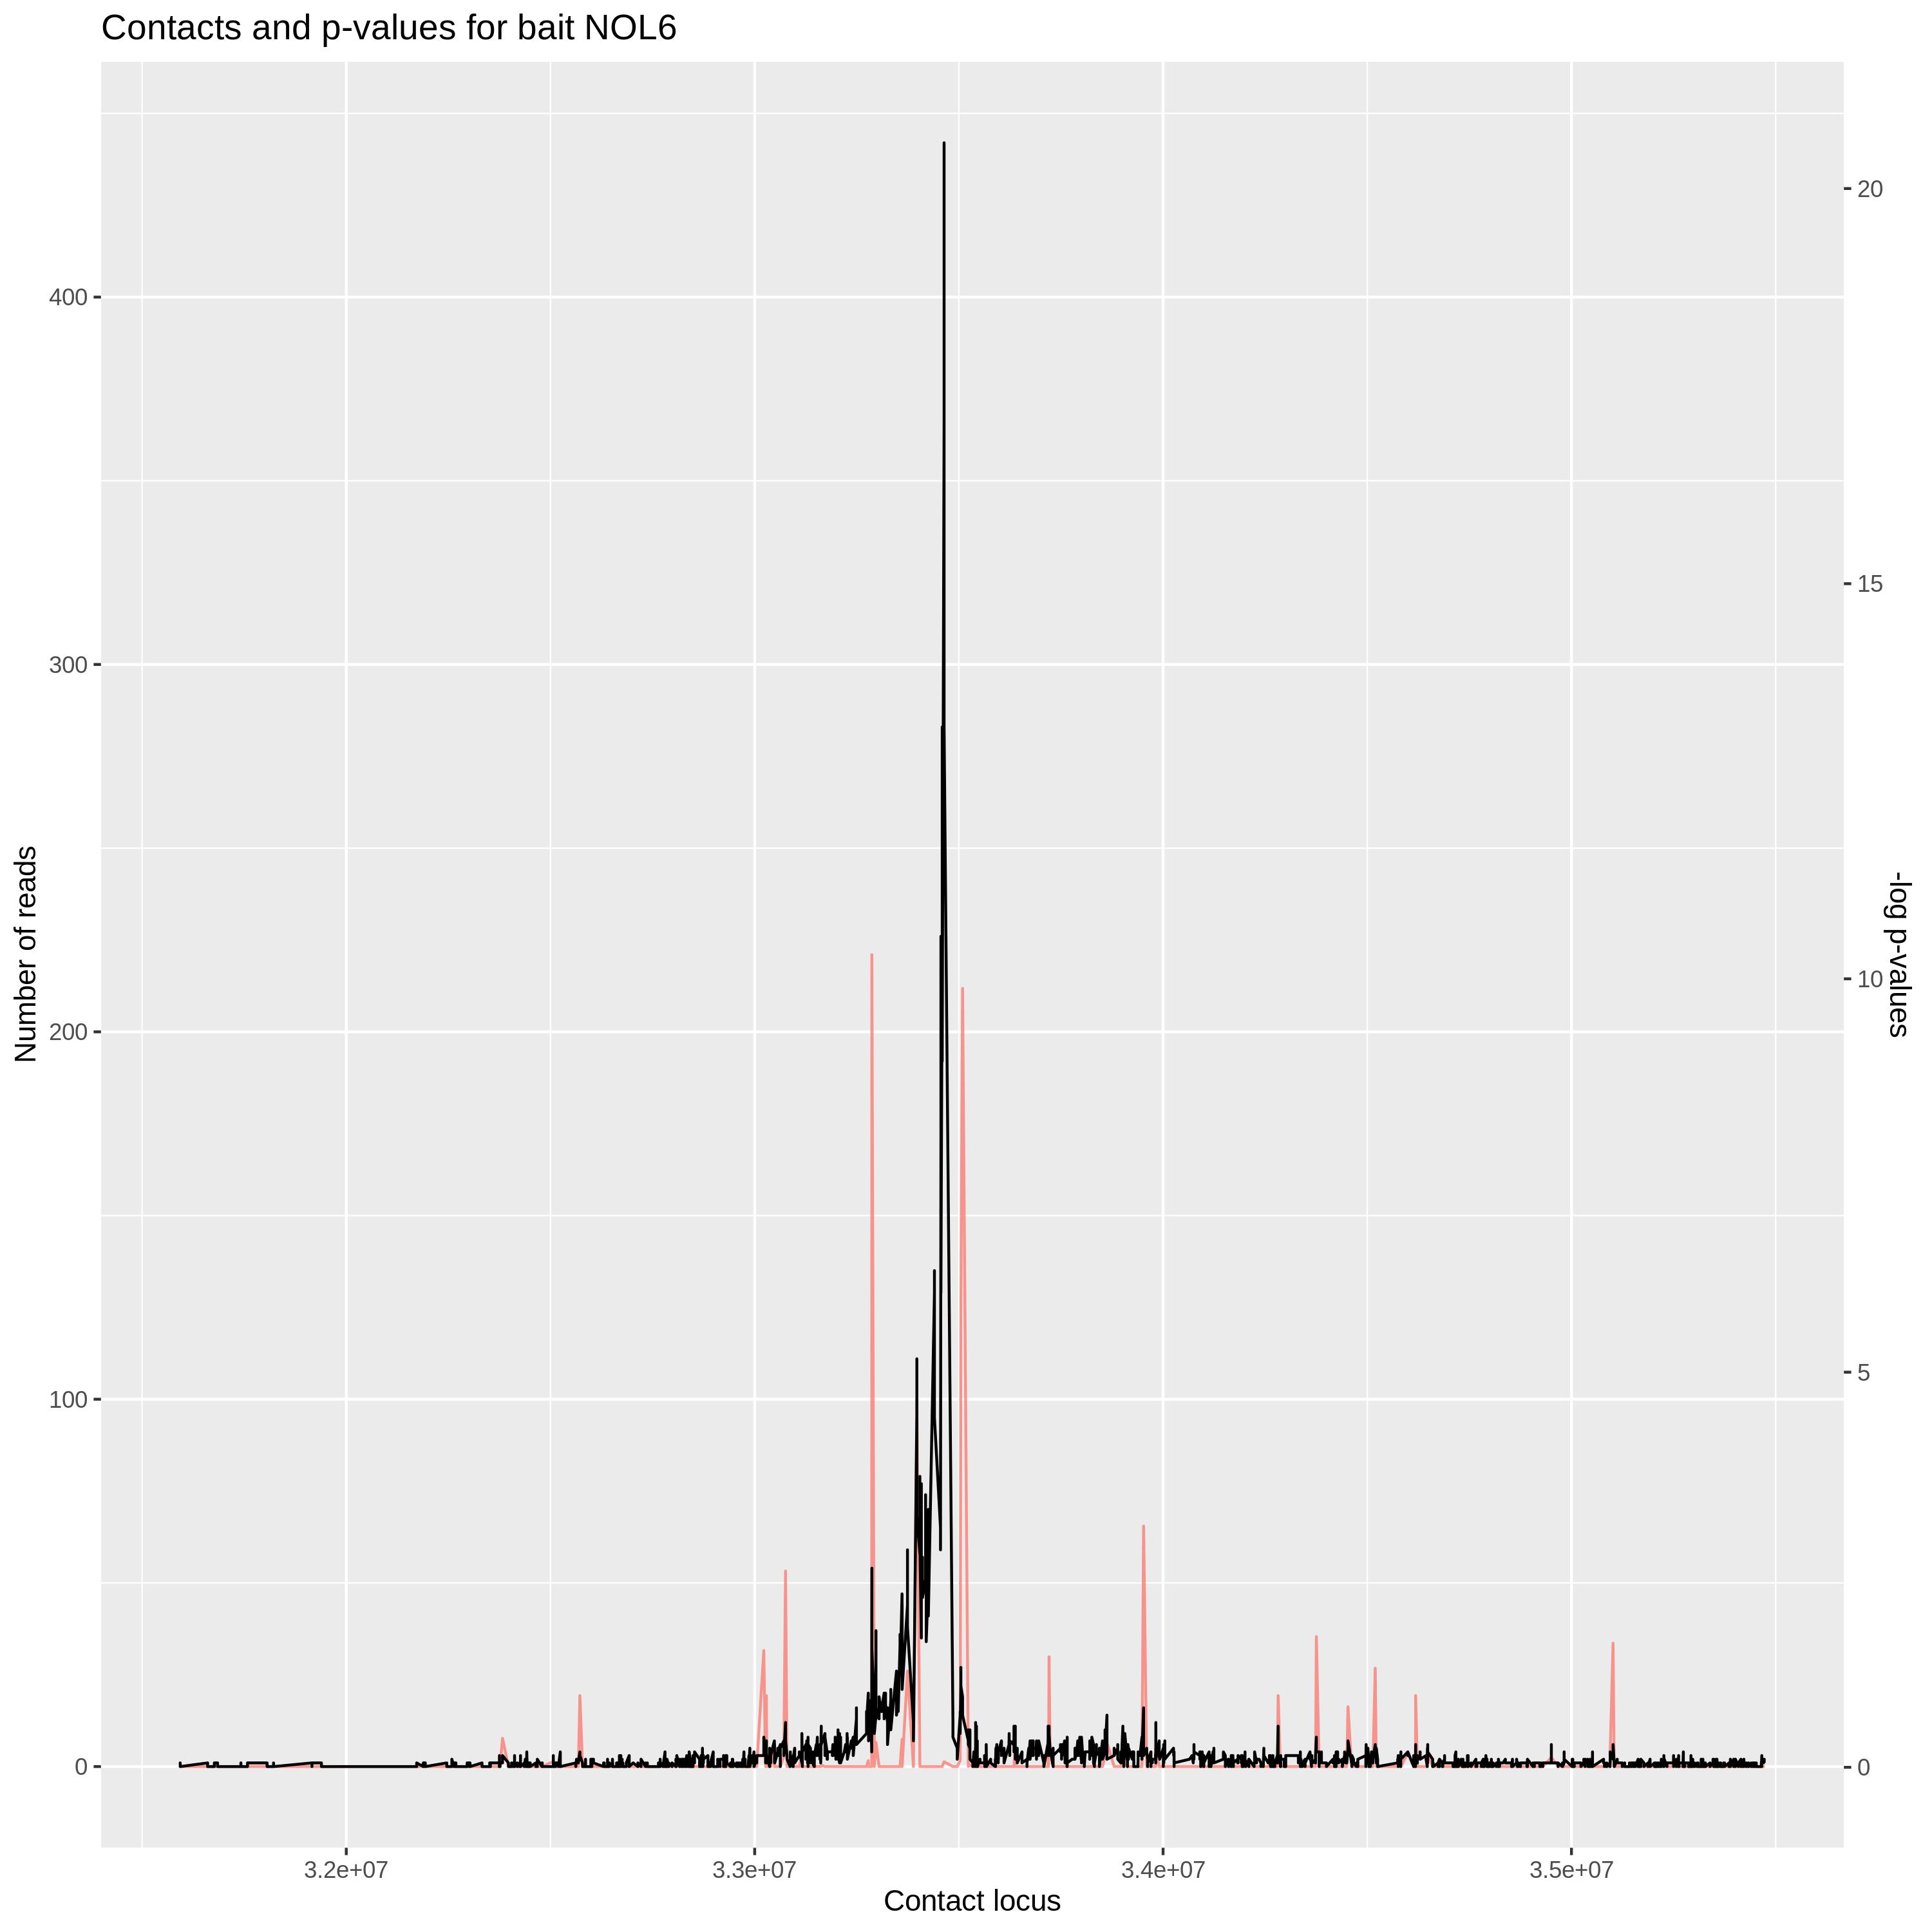 Contacts and p-values for bait NOL6
400
300
200
100
0
Number of reads
20
15
10
5
0
-log p-values
3.2e+07
3.3e+07
3.4e+07
3.5e+07
Contact locus